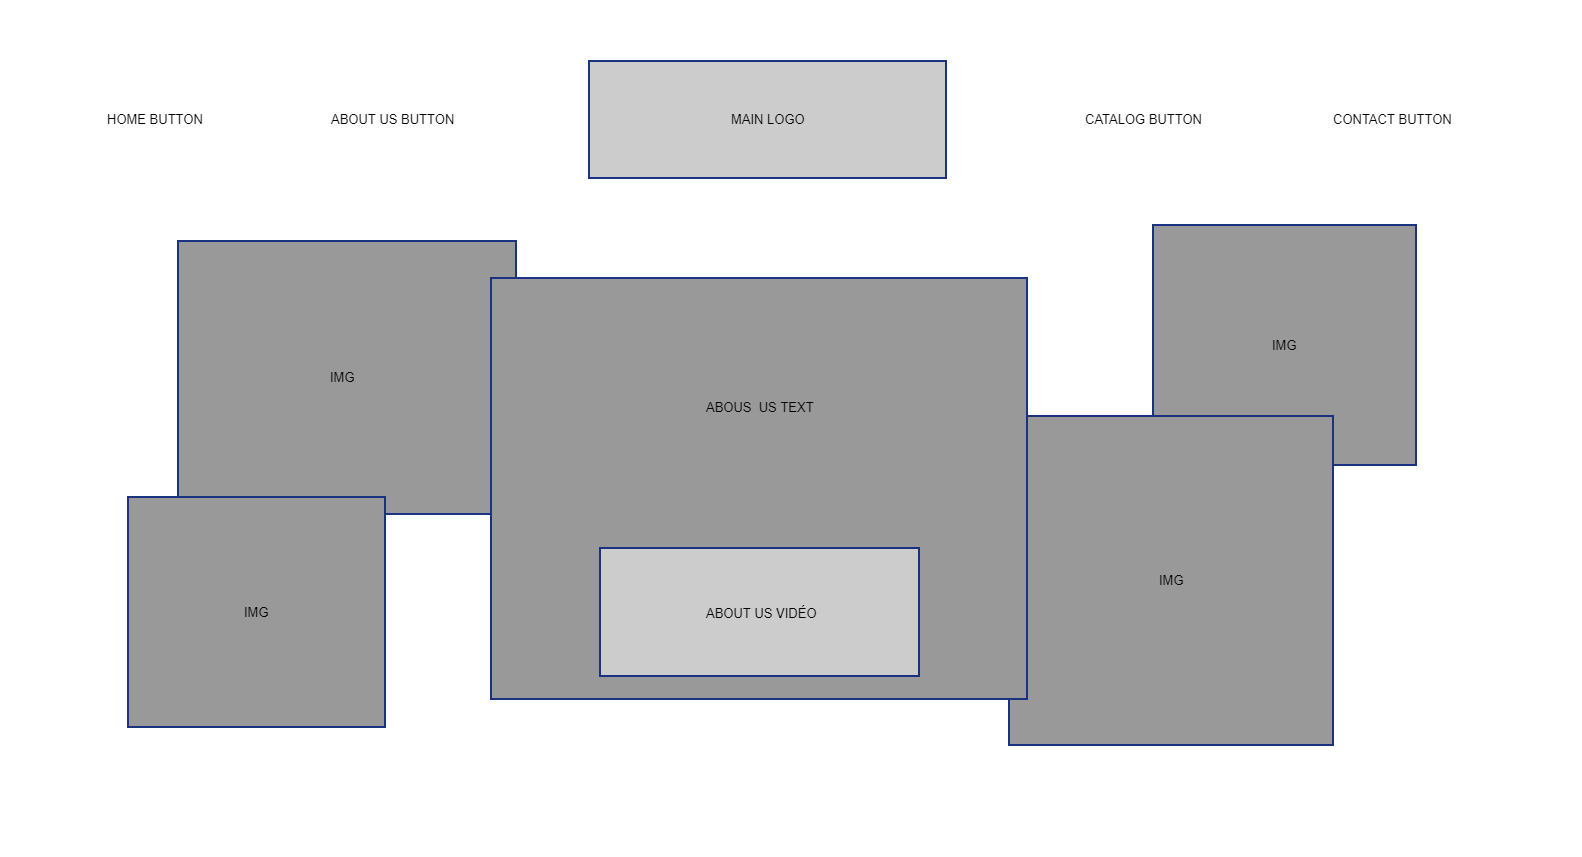 HOME BUTTON
ABOUT US BUTTON
MAIN LOGO
CATALOG BUTTON
CONTACT BUTTON
IMG
IMG
ABOUS  US TEXT
ABOUT US VIDÉO
IMG
IMG